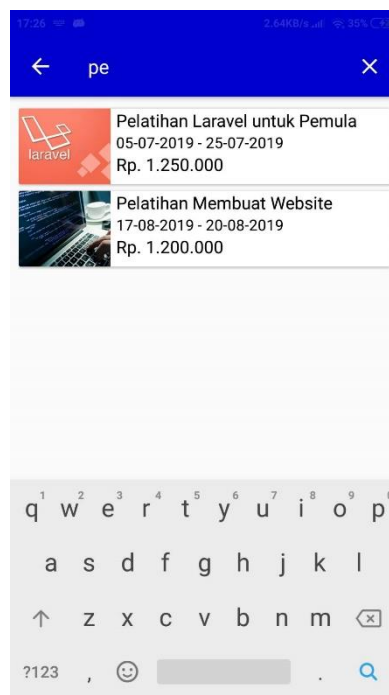 17:26
2.64KB/s
35%
pe
laravel
Pelatihan Laravel untuk Pemula
05-07-2019 - 25-07-2019
Rp. 1.250.000
Pelatihan Membuat Website
17-08-2019 - 20-08-2019
Rp. 1.200.000
1 2 3 4 5 6 7 8 9
q w e r t y u i o p
a s d f g h j k l
z x c v b n m
?123 , .